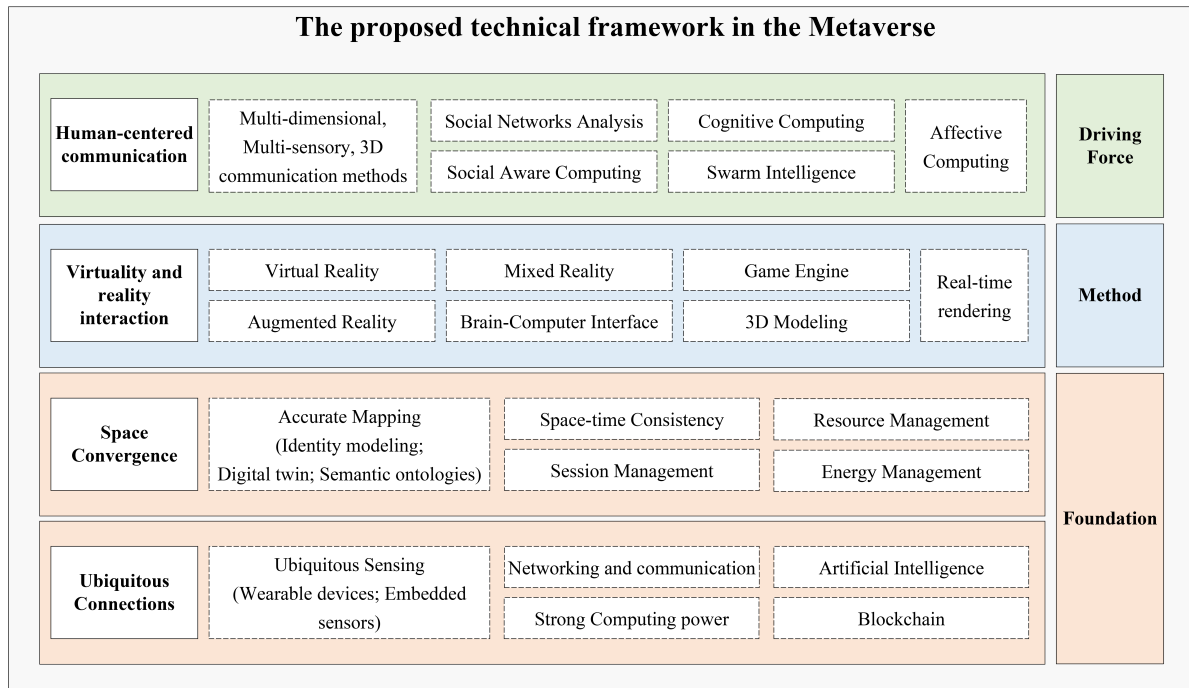 The proposed technical framework in the Metaverse
Human-centered
communication
Multi-dimensional,
Multi-sensory, 3D
communication methods
Social Networks Analysis
Social Aware Computing
Cognitive Computing
Swarm Intelligence
Affective
Computing
Driving
Force
Virtuality and
reality
interaction
Virtual Reality
Augmented Reality
Mixed Reality
Brain-Computer Interface
Game Engine
3D Modeling
Real-time
rendering
Method
Space
Convergence
Accurate Mapping
(Identity modeling;
Digital twin; Semantic ontologies)
Space-time Consistency
Session Management
Resource Management
Energy Management
Ubiquitous
Connections
Ubiquitous Sensing
(Wearable devices; Embedded
sensors)
Networking and communication
Strong Computing power
Artificial Intelligence
Blockchain
Foundation